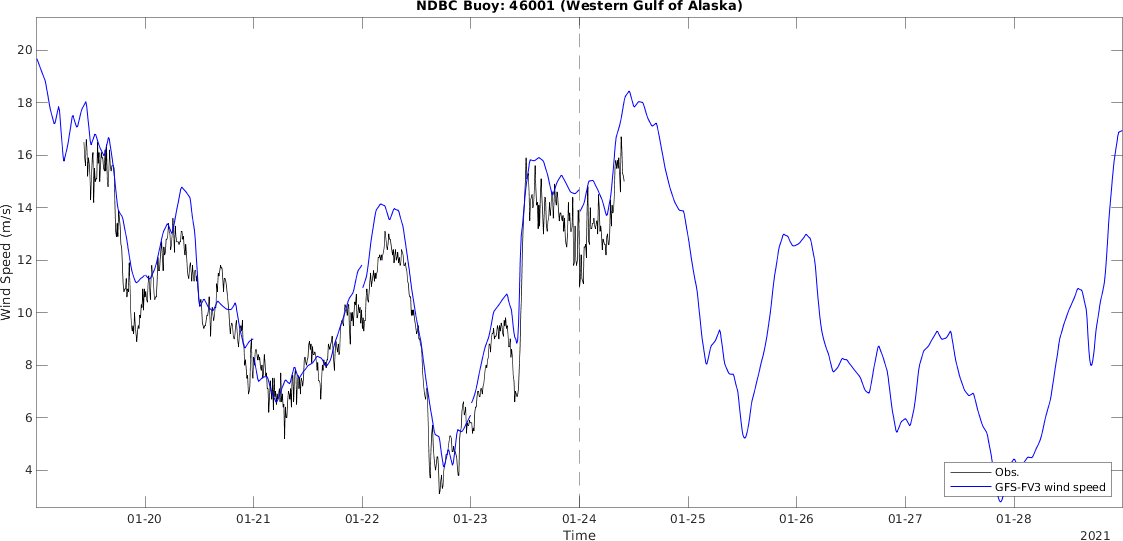 NDBC Buoy: 46001 (Western Gulf of Alaska)
Wind Speed (m/s)
20
18
16
14
12
10
8
6
4
01-20 01-21 01-22 01-23 01-24 01-25 01-26 01-27 01-28
Time
2021
Obs.
GFS-FV3 wind speed